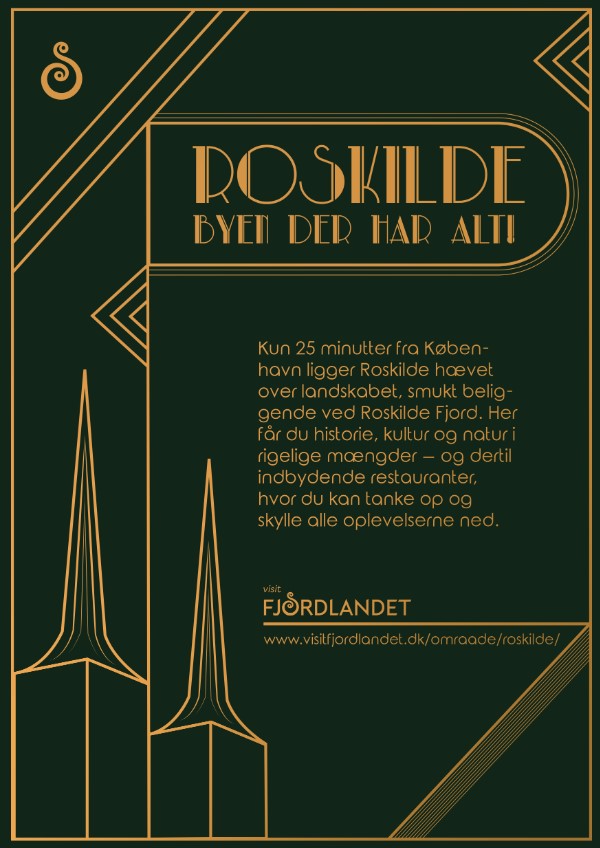 ROSKILDE
BYEN DER HAR ALT!
Kun 25 minutter fra Køben-
havn ligger Roskilde hævet
over landskabet, smukt belig-
gende ved Roskilde Fjord. Her
får du historie, kultur og natur i
rigelige mængder – og dertil
indbydende restauranter,
hvor du kan tanke op og
skylle alle oplevelserne ned.
visit
FJORDLANDET
www.visitfjordlandet.dk/omraade/roskilde/